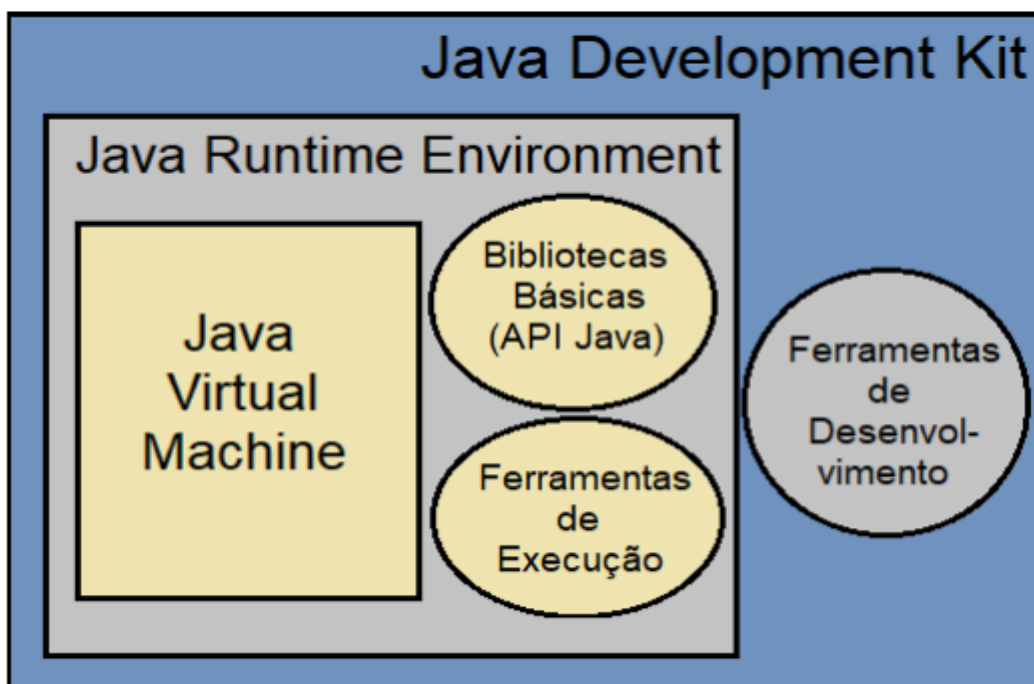 Java Development Kit
Java Runtime Environment
Java
Virtual
Machine
Bibliotecas
Básicas
(API Java)
Ferramentas
de
Execução
Ferramentas
de
Desenvol-
vimento